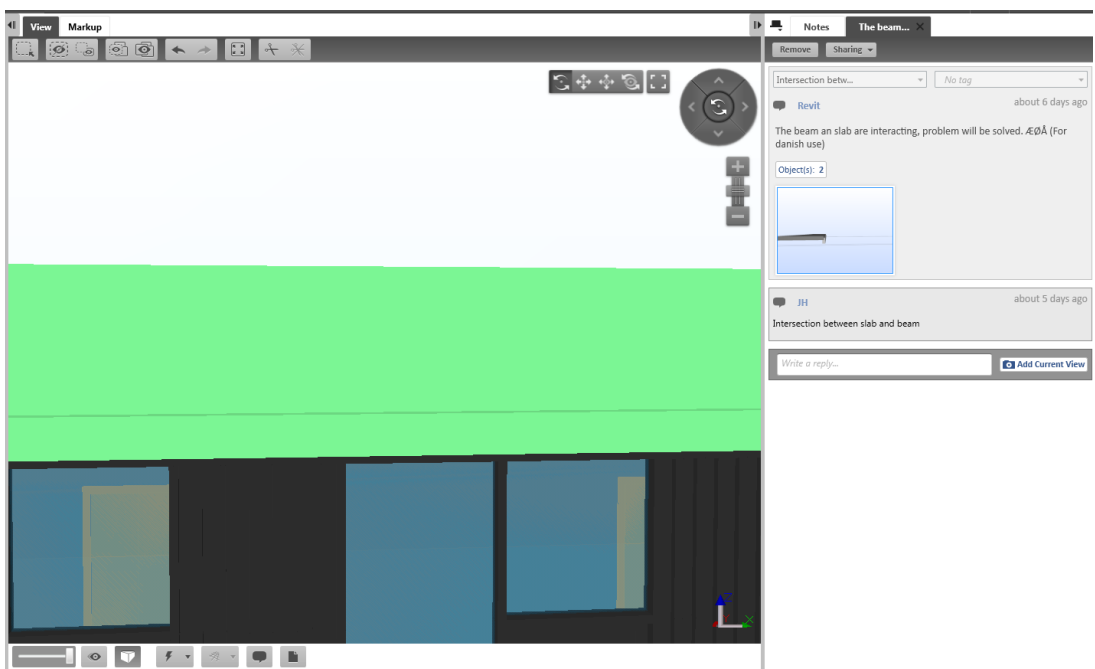 View Markup
Notes The beam...
Remove Sharing
Intersection betw... No tag
Revit about 6 days ago
The beam an slab are interacting, problem will be solved. ÆØÅ (For
danish use)
Object(s): 2
JH about 5 days ago
Intersection between slab and beam
Write a reply... Add Current View
Z
X